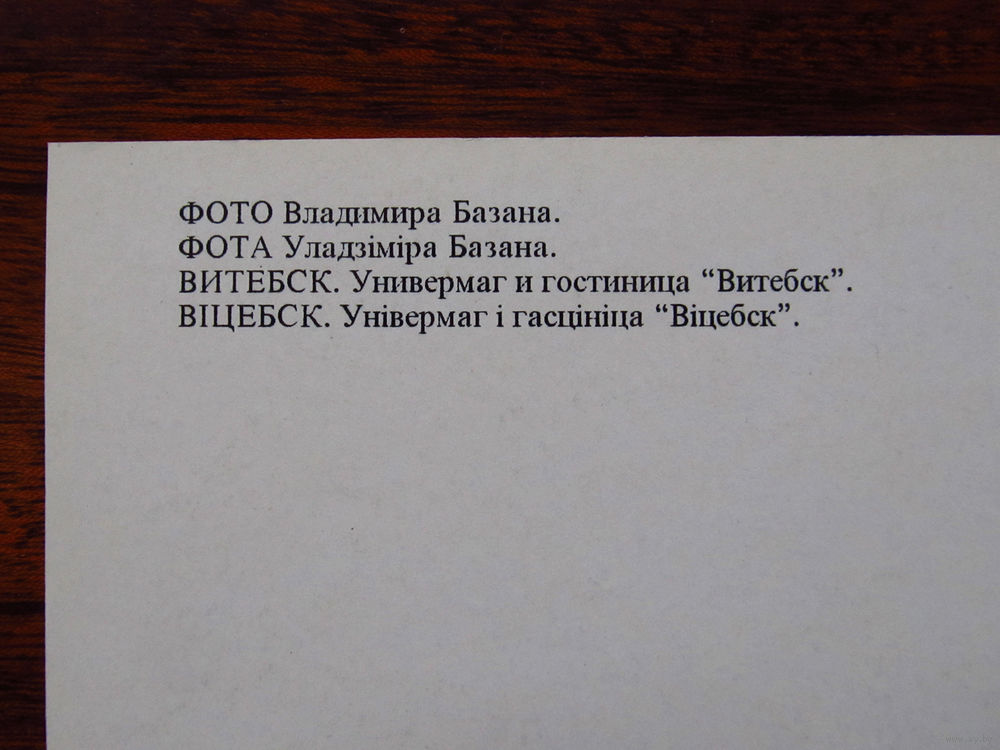 ФОТО Владимира Базана.
ФОТА Уладзіміра Базана.
ВИТЕБСК. Универмаг и гостиница “Витебск”.
ВІЦЕБСК. Універмаг і гасцініца “Віцебск”.